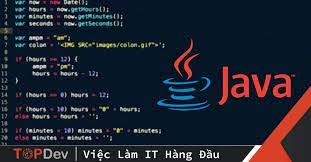 var now = new Date();
var hours = now.getHours();
var minutes = now.getMinutes();
var seconds = now.getSeconds();
var ampm = "am";
var colon = '<IMG SRC="images/colon.gif">';
if (hours >= 12) {
ampm = "pm";
hours = hours - 12;
}
if (hours == 0) hours = 12;
if (hours < 10) hours = "0" + hours;
else hours = hours + '';
if (minutes < 10) minutes = "0" + minutes;
else minutes = minutes + '';
Java
TOPDev | Việc Làm IT Hàng Đầu